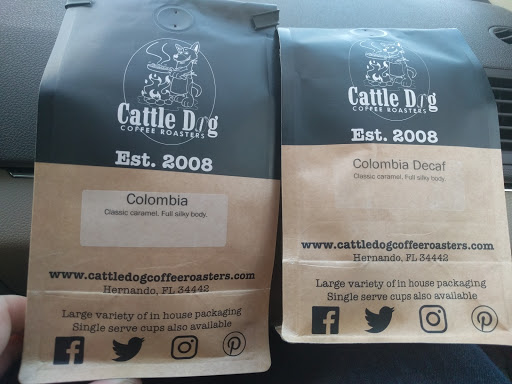 Cattle Dog
COFFEE ROASTERS
Est. 2008
Colombia
Classic caramel. Full silky body.
www.cattledogcoffeeroasters.com
Hernando, FL 34442
Large variety of in house packaging
Single serve cups also available
Cattle Dog
COFFEE ROASTERS
Est. 2008
Colombia Decaf
Classic caramel. Full silky body.
www.cattledogcoffeeroasters.com
Hernando, FL 34442
Large variety of in house packaging
Single serve cups also available